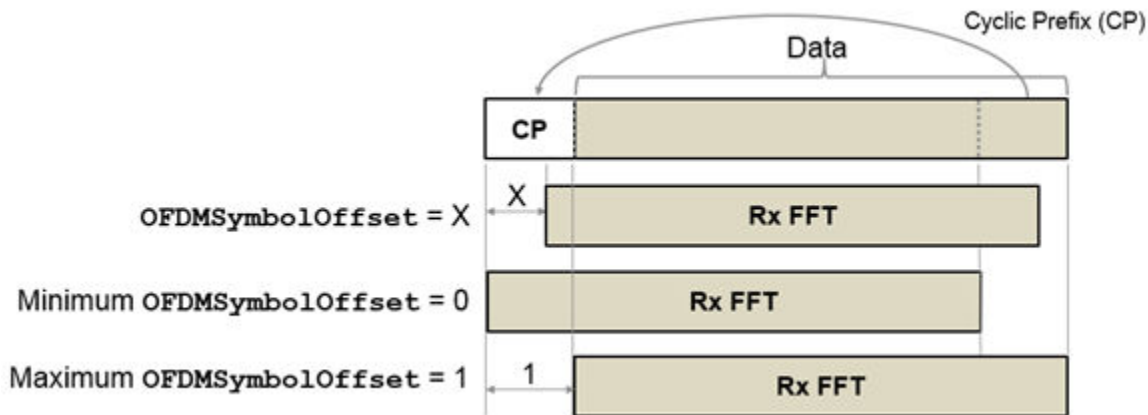 Cyclic Prefix (CP)
Data
CP
X
OFDMSymbolOffset = X
Rx FFT
Minimum OFDMSymbolOffset = 0
Rx FFT
Maximum OFDMSymbolOffset = 1
1
Rx FFT